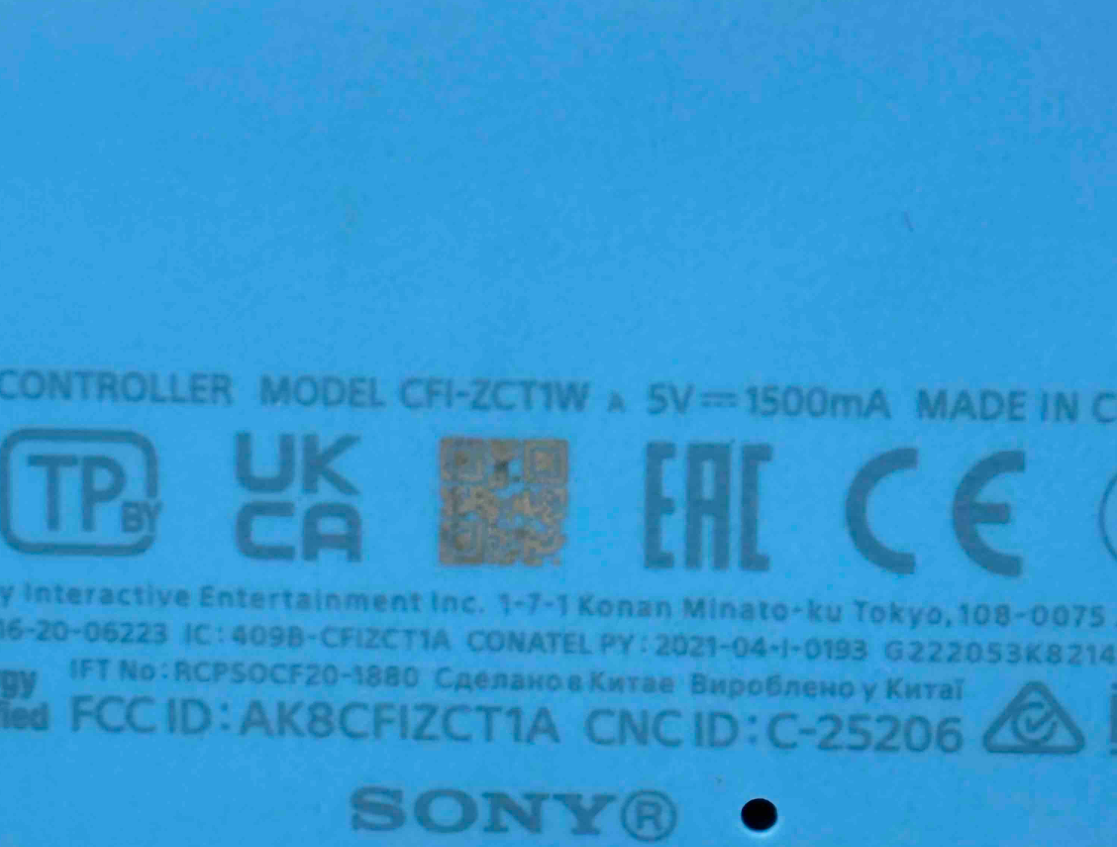 CONTROLLER MODEL CFI-ZCT1W A 5V⎓1500mA MADE IN C
TP BY UK CA EAC CE
y Interactive Entertainment Inc. 1-7-1 Konan Minato-ku Tokyo,108-0075
16-20-06223 IC:409B-CFIZCT1A CONATEL PY:2021-04-I-0193 G222053K8214
gy IFT No:RCPSOCF20-1880 Сделано в Китае Вироблено у Китаї
fied FCC ID:AK8CFIZCT1A CNC ID:C-25206
SONY®